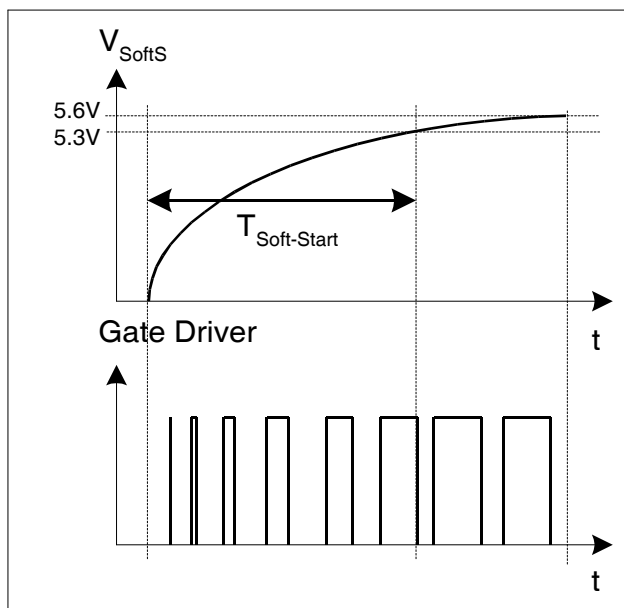 V_SoftS
5.6V
5.3V
T_Soft-Start
t
Gate Driver
t